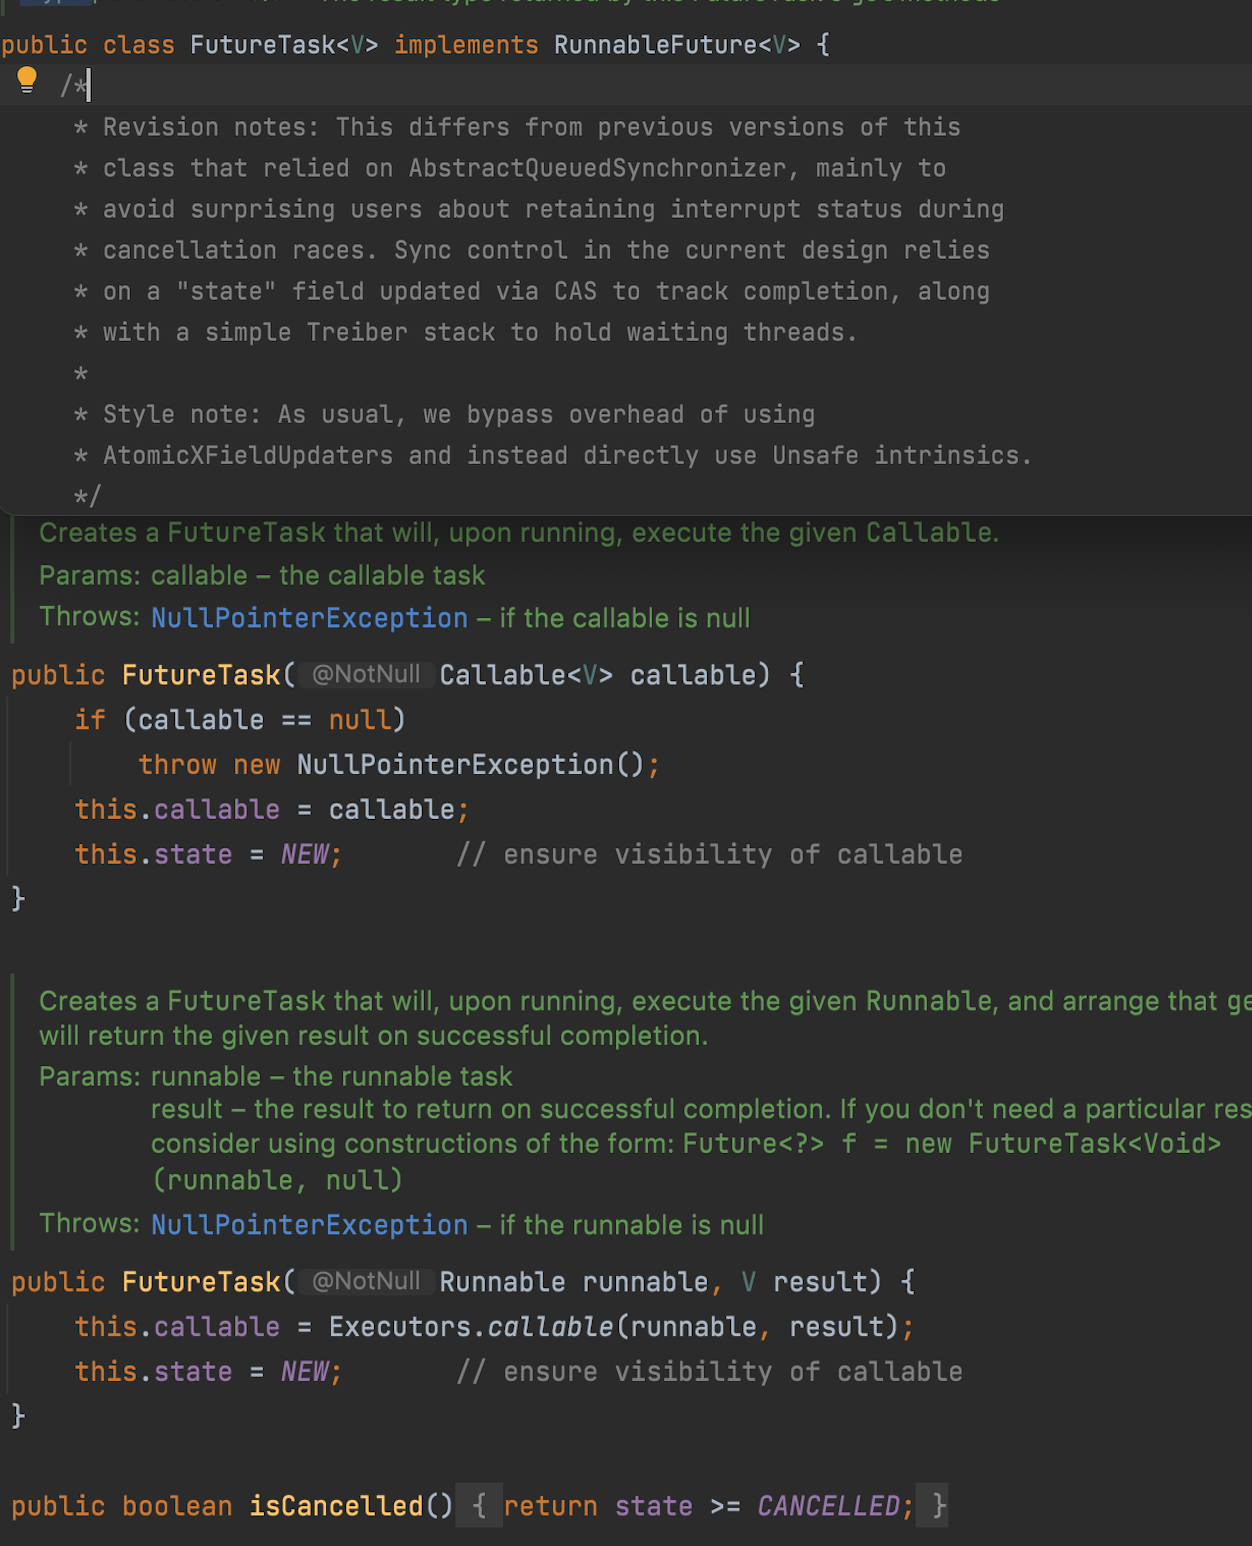 public class FutureTask<V> implements RunnableFuture<V> {
/*
* Revision notes: This differs from previous versions of this
* class that relied on AbstractQueuedSynchronizer, mainly to
* avoid surprising users about retaining interrupt status during
* cancellation races. Sync control in the current design relies
* on a "state" field updated via CAS to track completion, along
* with a simple Treiber stack to hold waiting threads.
*
* Style note: As usual, we bypass overhead of using
* AtomicXFieldUpdaters and instead directly use Unsafe intrinsics.
*/
Creates a FutureTask that will, upon running, execute the given Callable.
Params: callable – the callable task
Throws: NullPointerException – if the callable is null
public FutureTask( @NotNull Callable<V> callable) {
if (callable == null)
throw new NullPointerException();
this.callable = callable;
this.state = NEW; // ensure visibility of callable
}
Creates a FutureTask that will, upon running, execute the given Runnable, and arrange that ge
will return the given result on successful completion.
Params: runnable – the runnable task
result – the result to return on successful completion. If you don't need a particular res
consider using constructions of the form: Future<?> f = new FutureTask<Void>
(runnable, null)
Throws: NullPointerException – if the runnable is null
public FutureTask( @NotNull Runnable runnable, V result) {
this.callable = Executors.callable(runnable, result);
this.state = NEW; // ensure visibility of callable
}
public boolean isCancelled() { return state >= CANCELLED; }